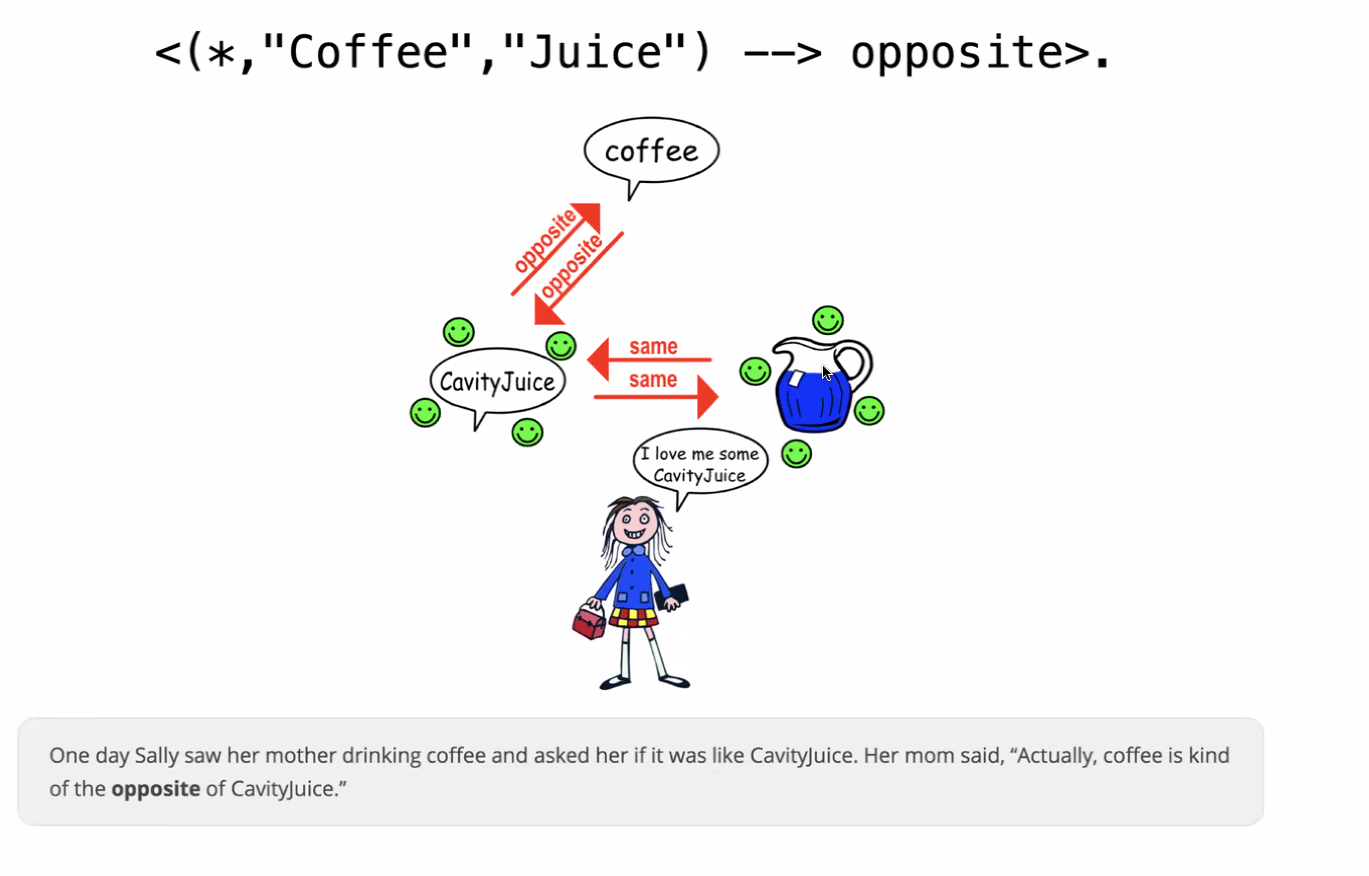 <(*,"Coffee","Juice") --> opposite>.
coffee
opposite
opposite
same
CavityJuice
same
I love me some
CavityJuice
One day Sally saw her mother drinking coffee and asked her if it was like CavityJuice. Her mom said, “Actually, coffee is kind
of the opposite of CavityJuice.”